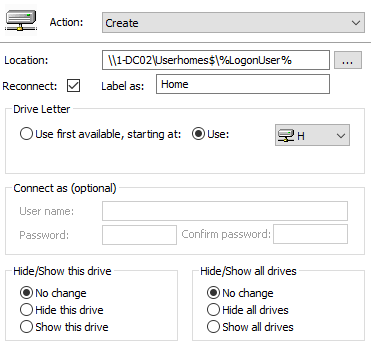 Action: Create
Location: \\1-DC02\Userhomes$\%LogonUser% ...
Reconnect: Label as: Home
Drive Letter
Use first available, starting at: Use: H
Connect as (optional)
User name:
Password: Confirm password:
Hide/Show this drive Hide/Show all drives
No change No change
Hide this drive Hide all drives
Show this drive Show all drives